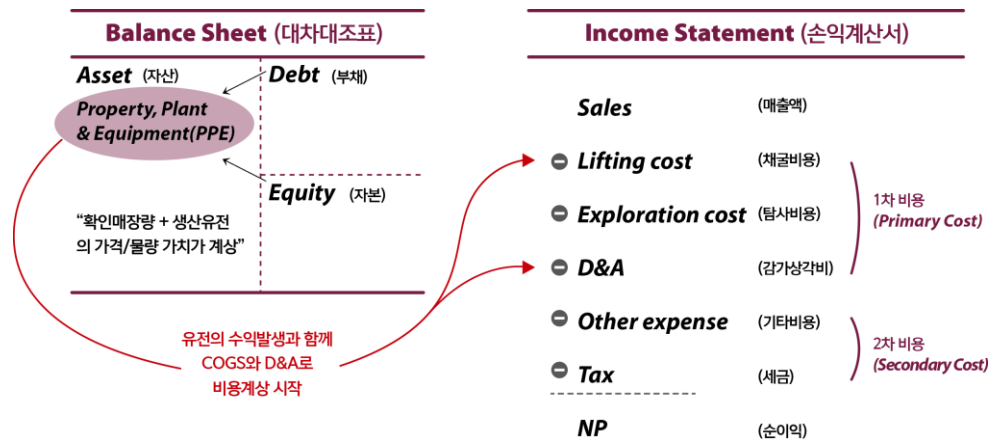 Balance Sheet (대차대조표)
Asset (자산)
Debt (부채)
Property, Plant
& Equipment(PPE)
Equity (자본)
“확인매장량 + 생산유전
의 가격/물량 가치가 계상”
유전의 수익발생과 함께
COGS와 D&A로
비용계상 시작
Income Statement (손익계산서)
Sales (매출액)
Lifting cost (채굴비용)
Exploration cost (탐사비용)
D&A (감가상각비)
Other expense (기타비용)
Tax (세금)
NP (순이익)
1차 비용
(Primary Cost)
2차 비용
(Secondary Cost)